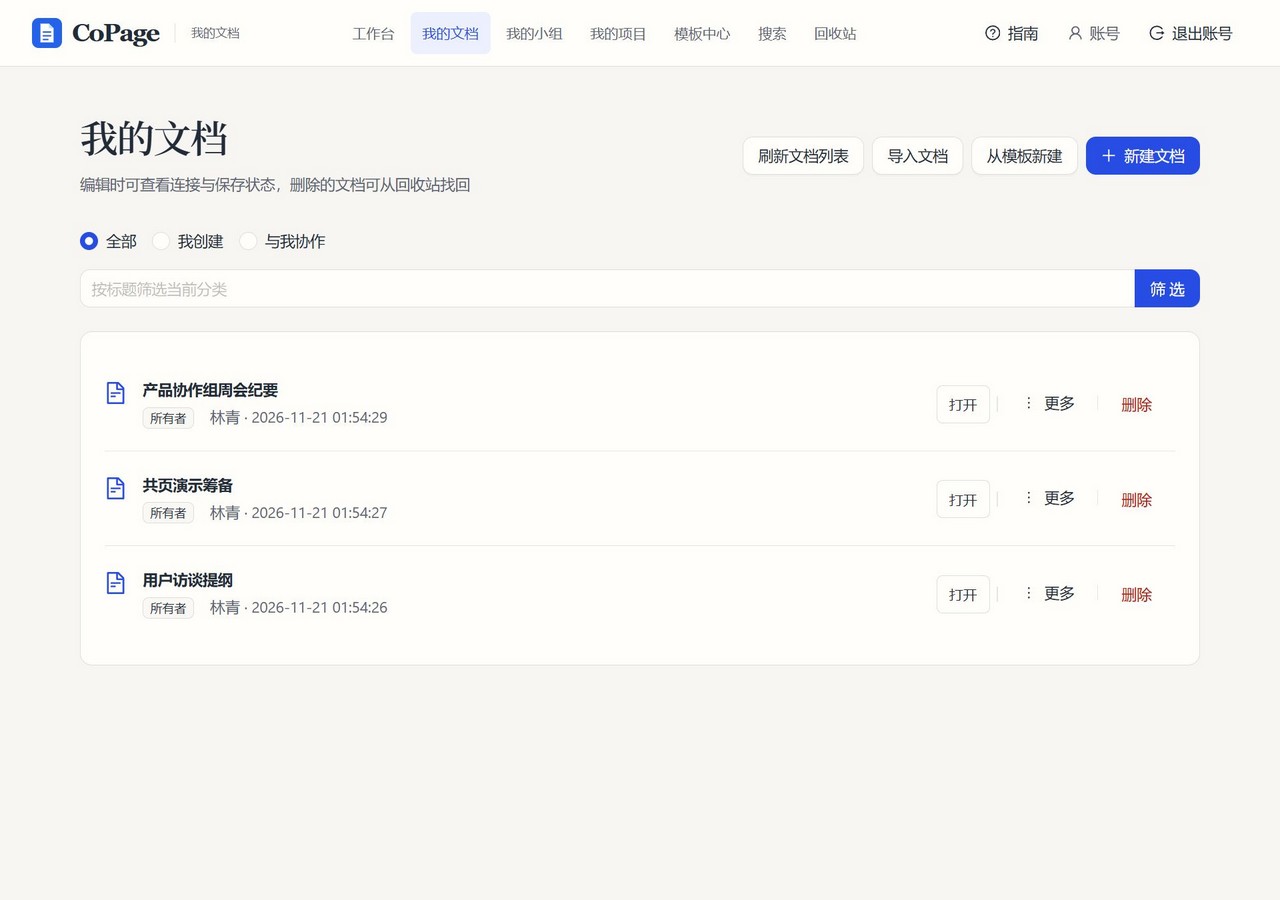 CoPage 我的文档 工作台 我的文档 我的小组 我的项目 模板中心 搜索 回收站 指南 账号 退出账号
我的文档
编辑时可查看连接与保存状态，删除的文档可从回收站找回
刷新文档列表 导入文档 从模板新建 新建文档
全部 我创建 与我协作
按标题筛选当前分类 筛 选
产品协作组周会纪要
所有者 林青 · 2026-11-21 01:54:29
打开 更多 删除
共页演示筹备
所有者 林青 · 2026-11-21 01:54:27
打开 更多 删除
用户访谈提纲
所有者 林青 · 2026-11-21 01:54:26
打开 更多 删除